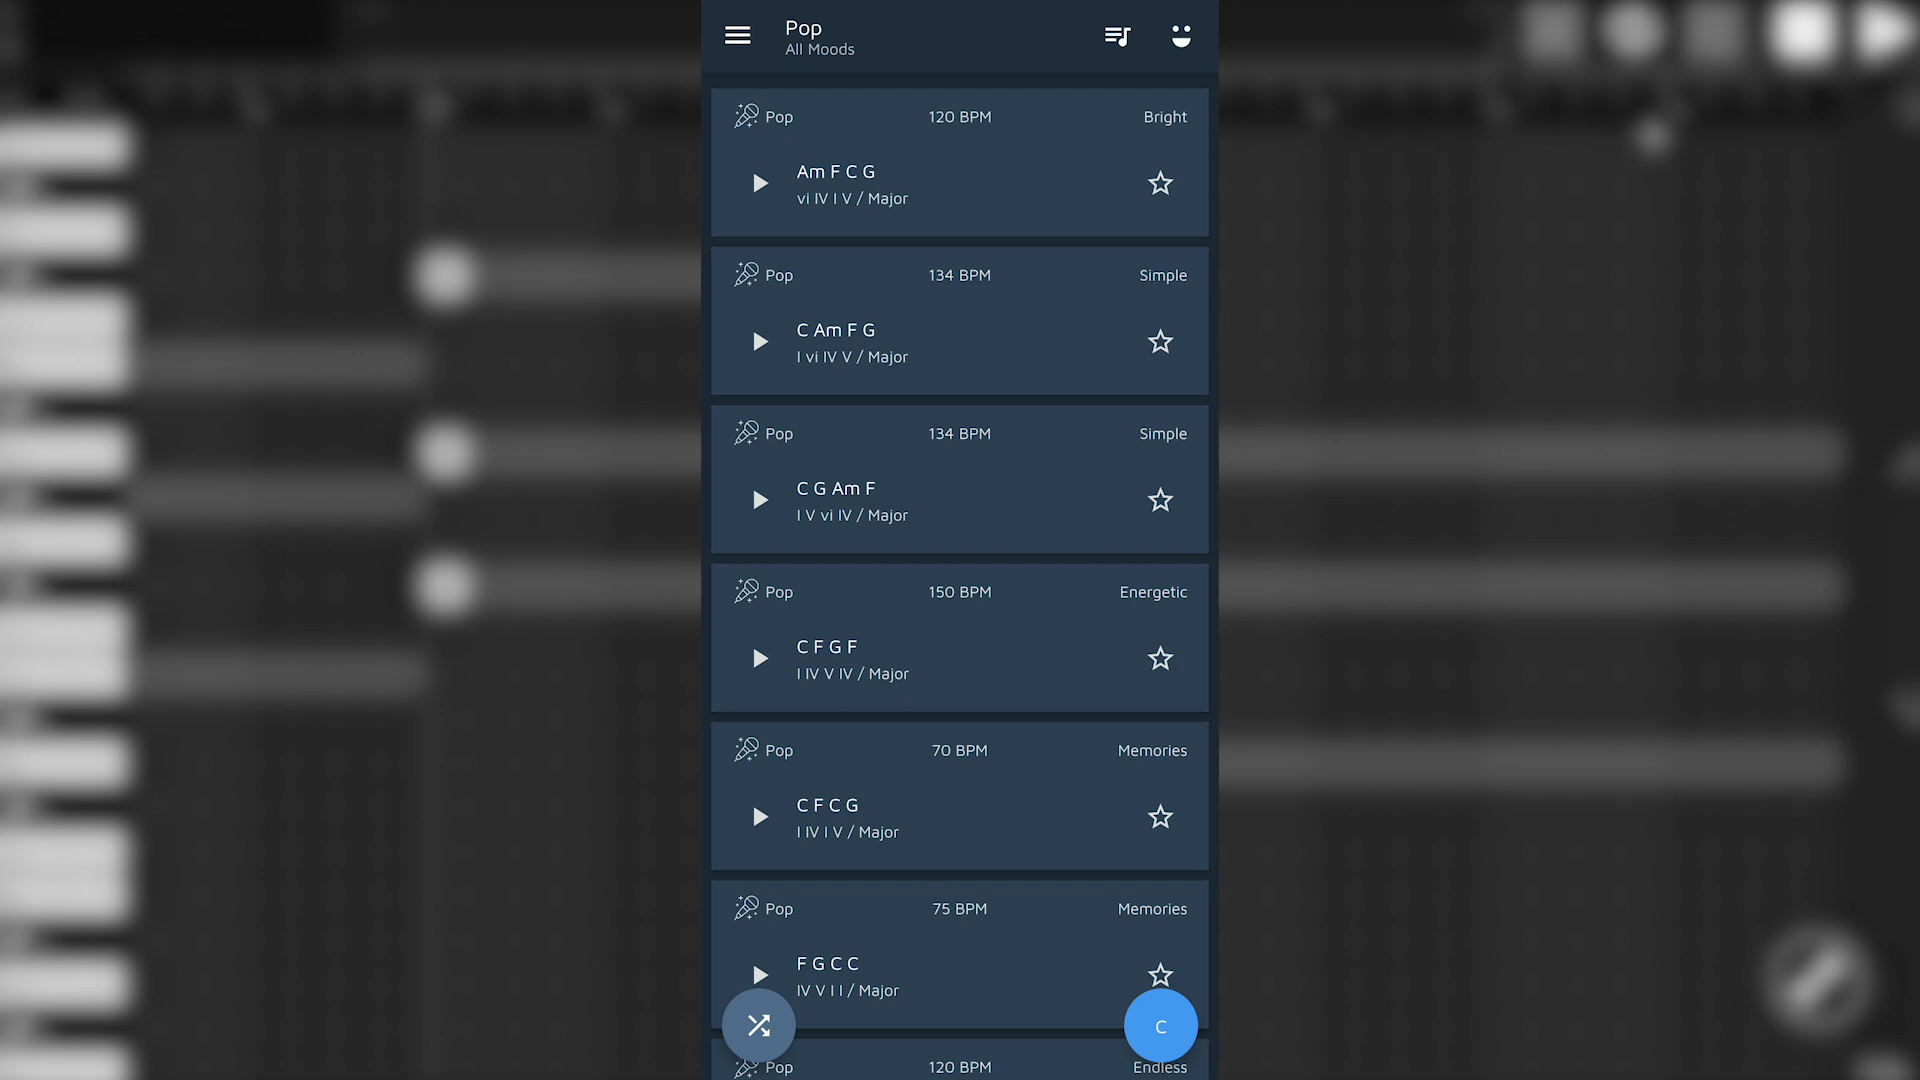 Pop
All Moods
Pop 120 BPM Bright
Am F C G
vi IV I V / Major
Pop 134 BPM Simple
C Am F G
I vi IV V / Major
Pop 134 BPM Simple
C G Am F
I V vi IV / Major
Pop 150 BPM Energetic
C F G F
I IV V IV / Major
Pop 70 BPM Memories
C F C G
I IV I V / Major
Pop 75 BPM Memories
F G C C
IV V I I / Major
C
Pop 120 BPM Endless